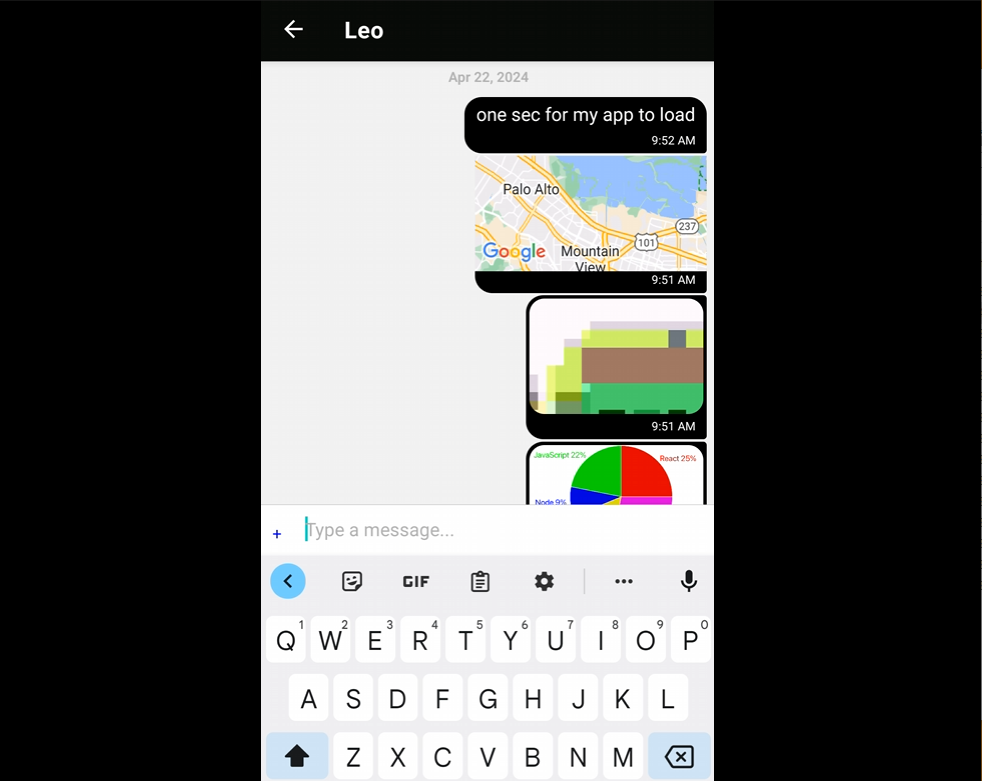 Leo
Apr 22, 2024
one sec for my app to load
9:52 AM
Palo Alto
237
101
Google
Mountain
View
9:51 AM
9:51 AM
JavaScript 22%
React 25%
Node 9%
+ Type a message...
GIF
Q1 W2 E3 R4 T5 Y6 U7 I8 O9 P0
A S D F G H J K L
Z X C V B N M